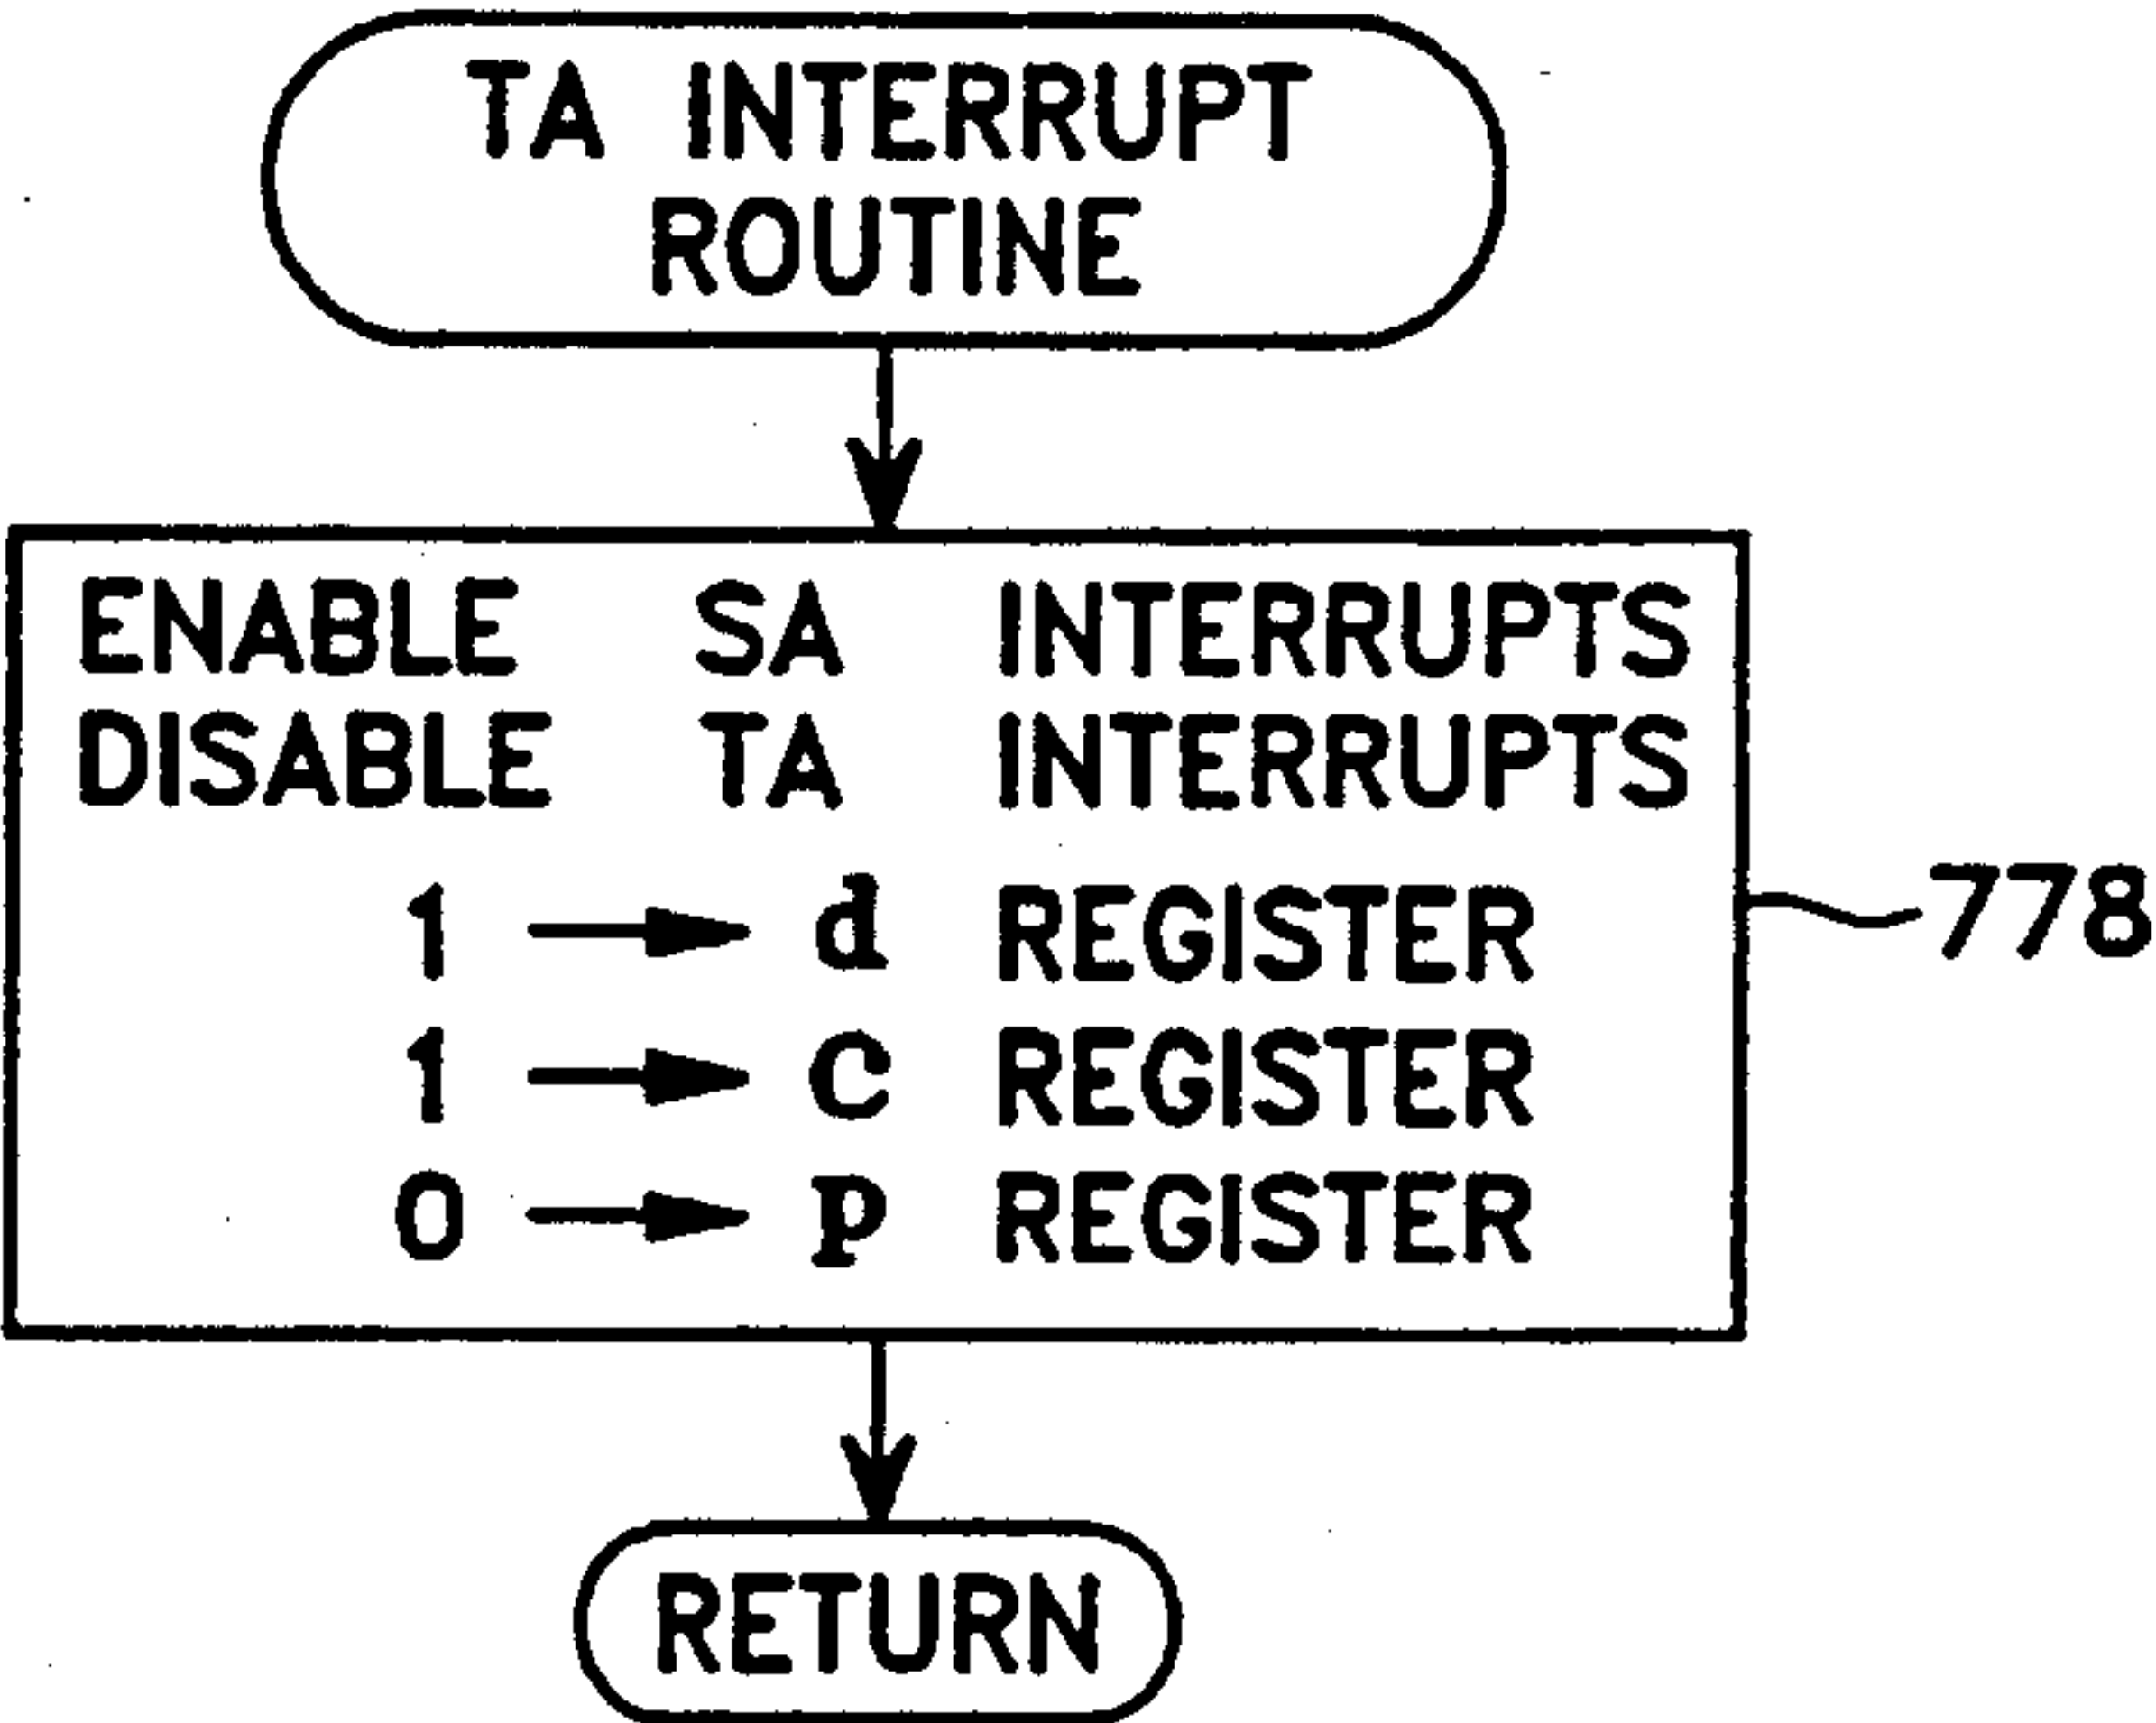 TA INTERRUPT
ROUTINE
ENABLE SA INTERRUPTS
DISABLE TA INTERRUPTS
1 → d REGISTER
1 → c REGISTER
0 → p REGISTER
778
RETURN